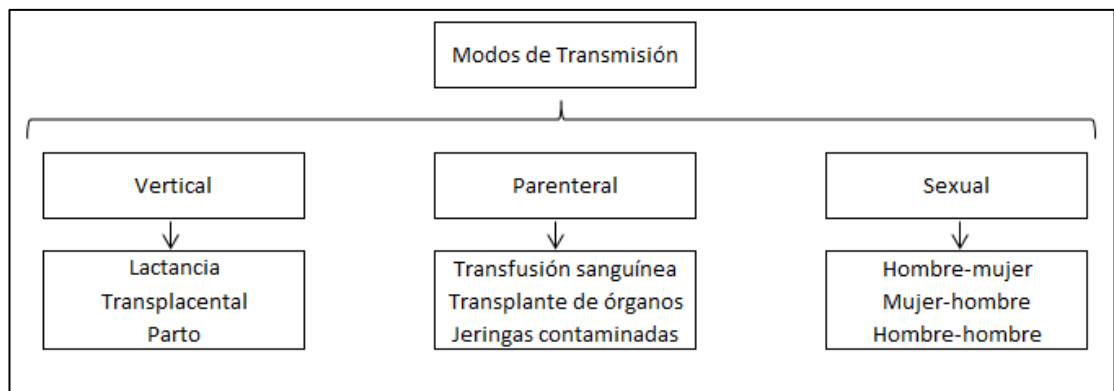 Modos de Transmisión
Vertical
Lactancia
Transplacental
Parto
Parenteral
Transfusión sanguínea
Transplante de órganos
Jeringas contaminadas
Sexual
Hombre-mujer
Mujer-hombre
Hombre-hombre